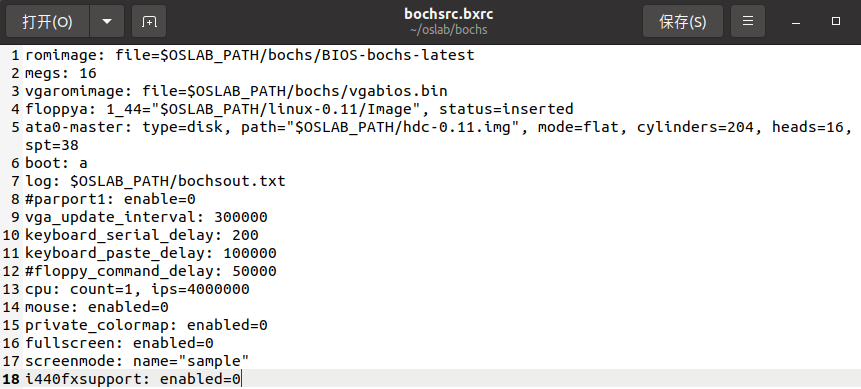 打开(O)
bochsrc.bxrc
~/oslab/bochs
保存(S)
1 romimage: file=$OSLAB_PATH/bochs/BIOS-bochs-latest
2 megs: 16
3 vgaromimage: file=$OSLAB_PATH/bochs/vgabios.bin
4 floppya: 1_44="$OSLAB_PATH/linux-0.11/Image", status=inserted
5 ata0-master: type=disk, path="$OSLAB_PATH/hdc-0.11.img", mode=flat, cylinders=204, heads=16,
spt=38
6 boot: a
7 log: $OSLAB_PATH/bochsout.txt
8 #parport1: enable=0
9 vga_update_interval: 300000
10 keyboard_serial_delay: 200
11 keyboard_paste_delay: 100000
12 #floppy_command_delay: 50000
13 cpu: count=1, ips=4000000
14 mouse: enabled=0
15 private_colormap: enabled=0
16 fullscreen: enabled=0
17 screenmode: name="sample"
18 i440fxsupport: enabled=0